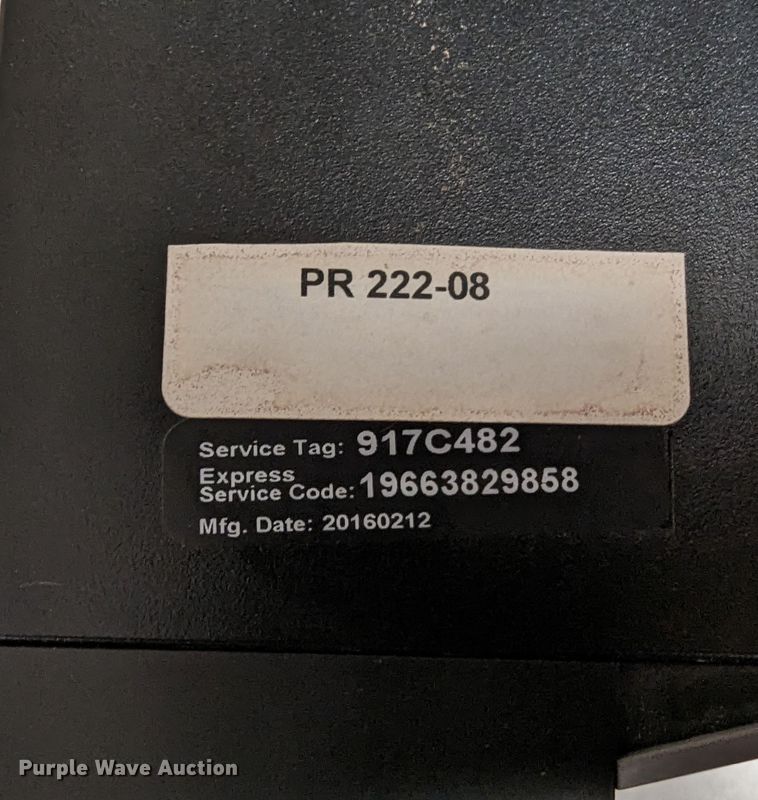 PR 222-08
Service Tag: 917C482
Express
Service Code: 19663829858
Mfg. Date: 20160212
Purple Wave Auction